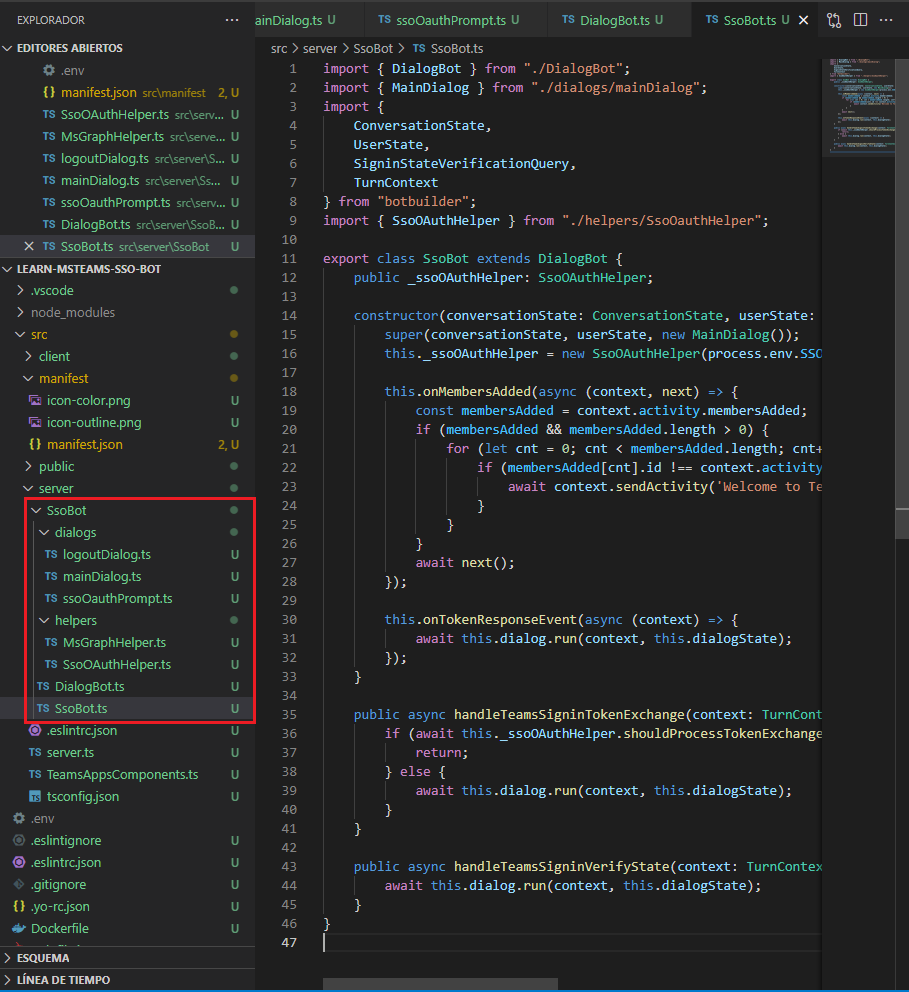 EXPLORADOR
EDITORES ABIERTOS
.env
{} manifest.json src\manifest 2, U
TS SsoOAuthHelper.ts src\serv... U
TS MsGraphHelper.ts src\serve... U
TS logoutDialog.ts src\server\S... U
TS mainDialog.ts src\server\Ss... U
TS ssoOauthPrompt.ts src\serv... U
TS DialogBot.ts src\server\SsoB... U
TS SsoBot.ts src\server\SsoBot U
LEARN-MSTEAMS-SSO-BOT
.vscode
node_modules
src
client
manifest
icon-color.png U
icon-outline.png U
{} manifest.json 2, U
public
server
SsoBot
dialogs
TS logoutDialog.ts U
TS mainDialog.ts U
TS ssoOauthPrompt.ts U
helpers
TS MsGraphHelper.ts U
TS SsoOAuthHelper.ts U
TS DialogBot.ts U
TS SsoBot.ts U
.eslintrc.json U
TS server.ts U
TS TeamsAppsComponents.ts U
TS tsconfig.json U
.env
.eslintignore U
.eslintrc.json U
.gitignore U
{} .yo-rc.json U
Dockerfile U
ESQUEMA
LÍNEA DE TIEMPO
ainDialog.ts U TS ssoOauthPrompt.ts U TS DialogBot.ts U TS SsoBot.ts U
src > server > SsoBot > TS SsoBot.ts
1 import { DialogBot } from "./DialogBot";
2 import { MainDialog } from "./dialogs/mainDialog";
3 import {
4 ConversationState,
5 UserState,
6 SigninStateVerificationQuery,
7 TurnContext
8 } from "botbuilder";
9 import { SsoOAuthHelper } from "./helpers/SsoOauthHelper";
10
11 export class SsoBot extends DialogBot {
12 public _ssoOAuthHelper: SsoOAuthHelper;
13
14 constructor(conversationState: ConversationState, userState:
15 super(conversationState, userState, new MainDialog());
16 this._ssoOAuthHelper = new SsoOAuthHelper(process.env.SSO
17
18 this.onMembersAdded(async (context, next) => {
19 const membersAdded = context.activity.membersAdded;
20 if (membersAdded && membersAdded.length > 0) {
21 for (let cnt = 0; cnt < membersAdded.length; cnt+
22 if (membersAdded[cnt].id !== context.activity
23 await context.sendActivity('Welcome to Te
24 }
25 }
26 }
27 await next();
28 });
29
30 this.onTokenResponseEvent(async (context) => {
31 await this.dialog.run(context, this.dialogState);
32 });
33 }
34
35 public async handleTeamsSigninTokenExchange(context: TurnCont
36 if (await this._ssoOAuthHelper.shouldProcessTokenExchange
37 return;
38 } else {
39 await this.dialog.run(context, this.dialogState);
40 }
41 }
42
43 public async handleTeamsSigninVerifyState(context: TurnContex
44 await this.dialog.run(context, this.dialogState);
45 }
46 }
47